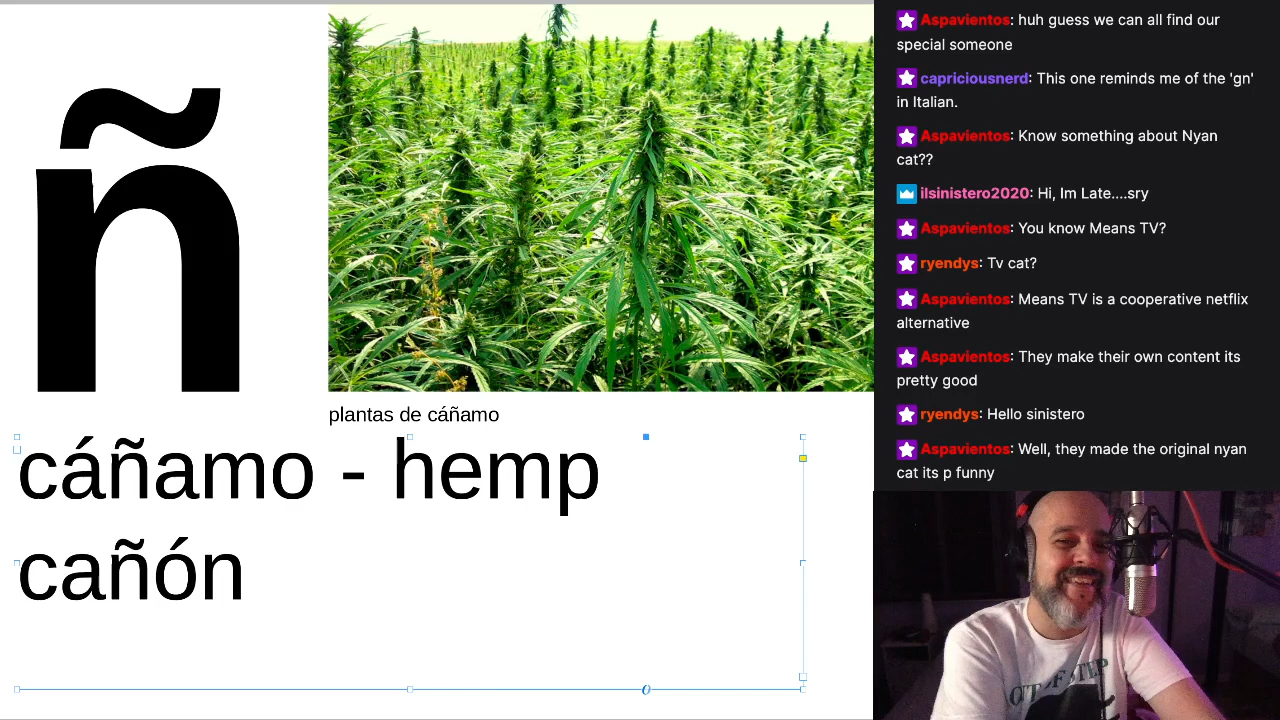 ñ
plantas de cáñamo
cáñamo - hemp
cañón
Aspavientos: huh guess we can all find our
special someone
capriciousnerd: This one reminds me of the 'gn'
in Italian.
Aspavientos: Know something about Nyan
cat??
ilsinistero2020: Hi, Im Late....sry
Aspavientos: You know Means TV?
ryendys: Tv cat?
Aspavientos: Means TV is a cooperative netflix
alternative
Aspavientos: They make their own content its
pretty good
ryendys: Hello sinistero
Aspavientos: Well, they made the original nyan
cat its p funny
OUT OF STEP